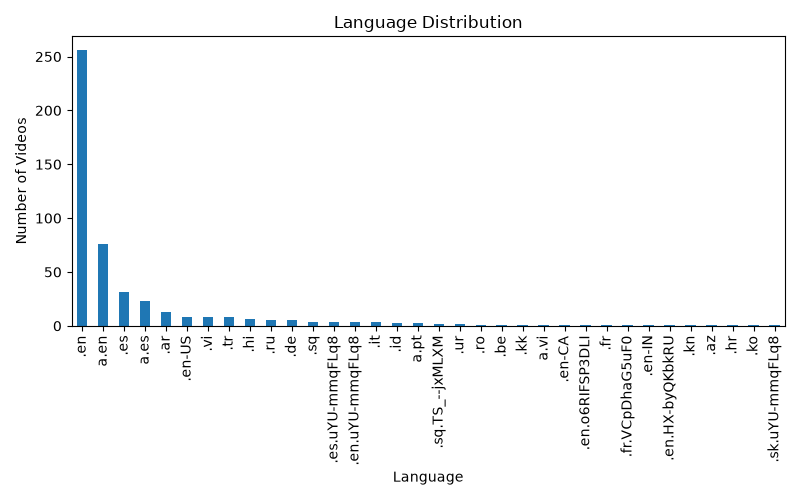 Language Distribution
Number of Videos
250
200
150
100
50
0
.en
a.en
.es
a.es
.ar
.en-US
.vi
.tr
.hi
.ru
.de
.sq
.es.uYU-mmqFLq8
.en.uYU-mmqFLq8
.it
.id
a.pt
.sq.TS_--jxMLXM
.ur
.ro
.be
.kk
a.vi
.en-CA
.en.o6RIFSP3DLI
.fr
.fr.VCpDhaG5uF0
.en-IN
.en.HX-byQKbkRU
.kn
.az
.hr
.ko
.sk.uYU-mmqFLq8
Language